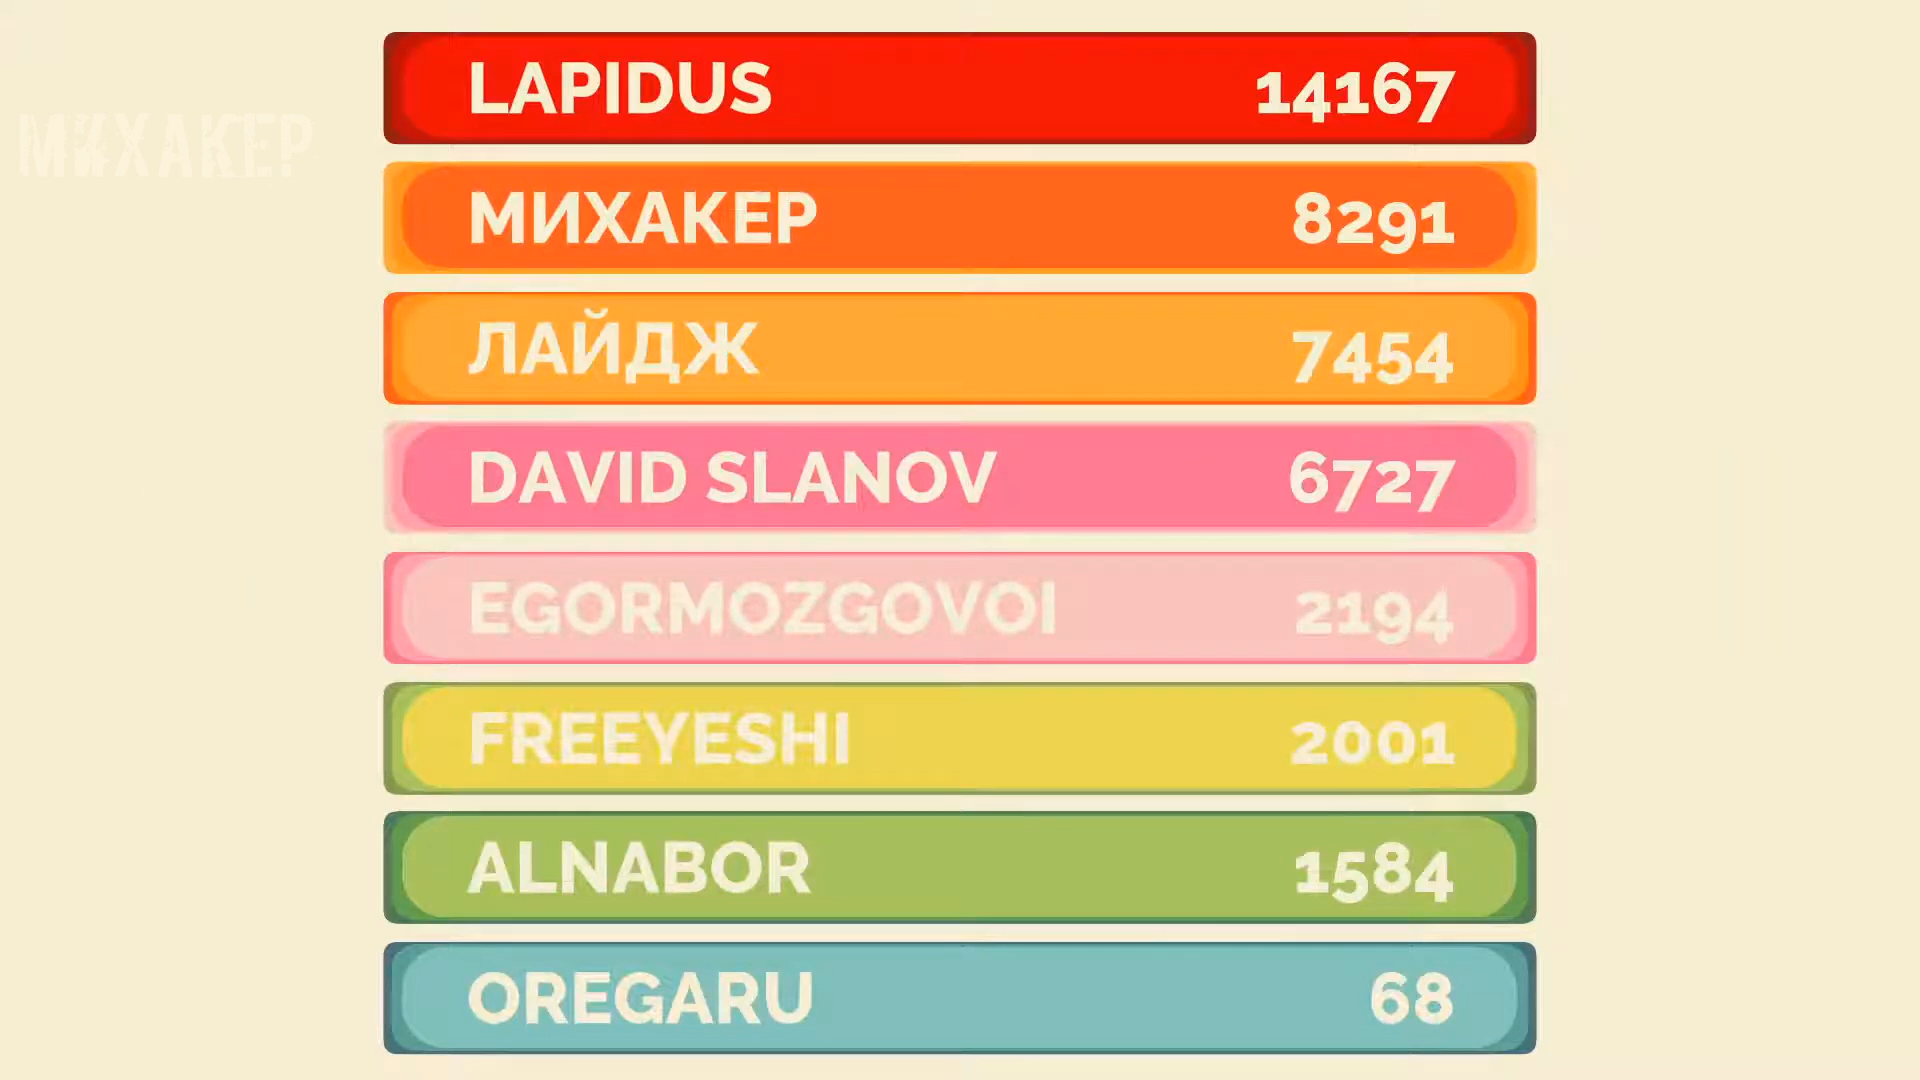 LAPIDUS 14167
МИХАКЕР
МИХАКЕР 8291
ЛАЙДЖ 7454
DAVID SLANOV 6727
EGORMOZGOVOI 2194
FREEYESHI 2001
ALNABOR 1584
OREGARU 68